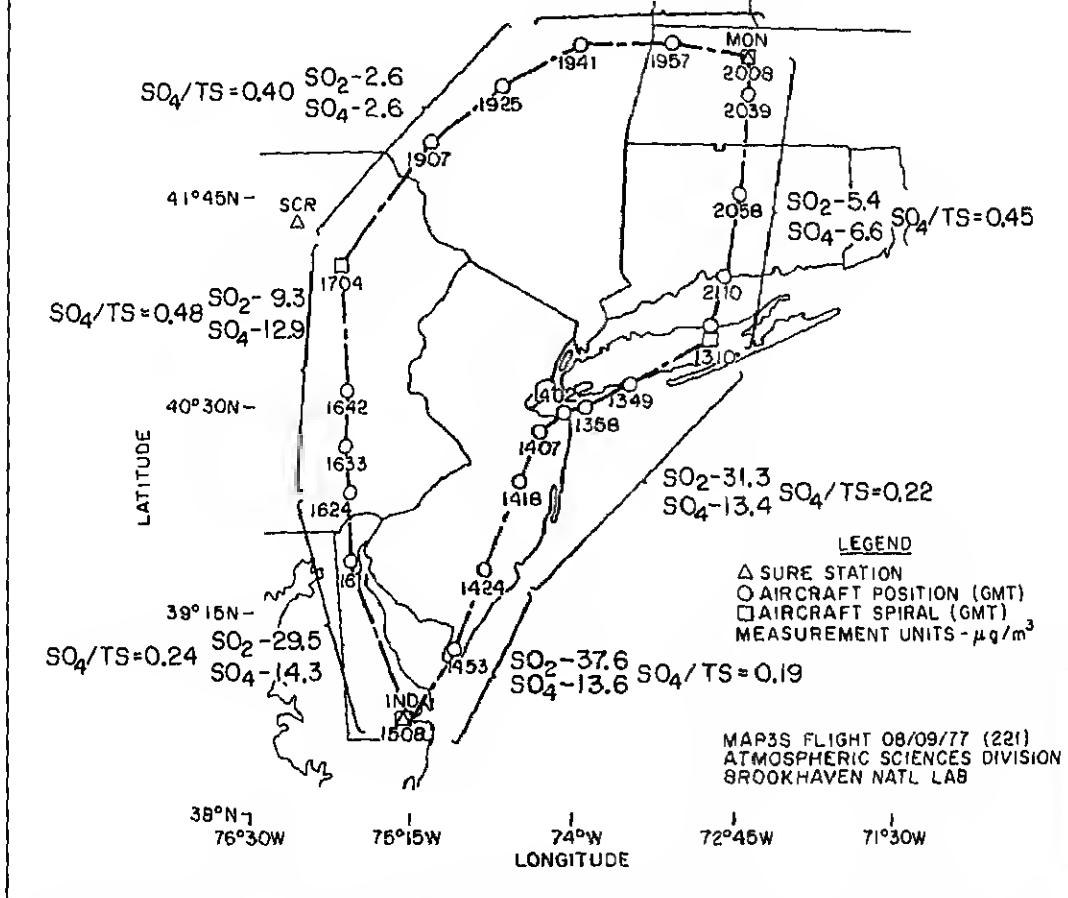 MON
1941
1957
2008
SO₂-2.6
SO₄/TS=0.40
SO₄-2.6
1925
2039
1907
41°45N-
SCR
2058
SO₂-5.4
SO₄-6.6
SO₄/TS=0.45
1704
2110
SO₂-9.3
SO₄/TS=0.48
SO₄-12.9
1310
1642
1402
1349
40°30N-
1358
1407
1633
LATITUDE
1418
SO₂-31.3
SO₄-13.4
SO₄/TS=0.22
1624
LEGEND
△ SURE STATION
○ AIRCRAFT POSITION (GMT)
□ AIRCRAFT SPIRAL (GMT)
MEASUREMENT UNITS - μg/m³
1424
39°15N-
SO₂-29.5
SO₄/TS=0.24
SO₄-14.3
1453
SO₂-37.6
SO₄-13.6
SO₄/TS=0.19
IND
1508
MAP3S FLIGHT 08/09/77 (221)
ATMOSPHERIC SCIENCES DIVISION
BROOKHAVEN NATL LAB
38°N
76°30W
75°15W
74°W
72°45W
71°30W
LONGITUDE